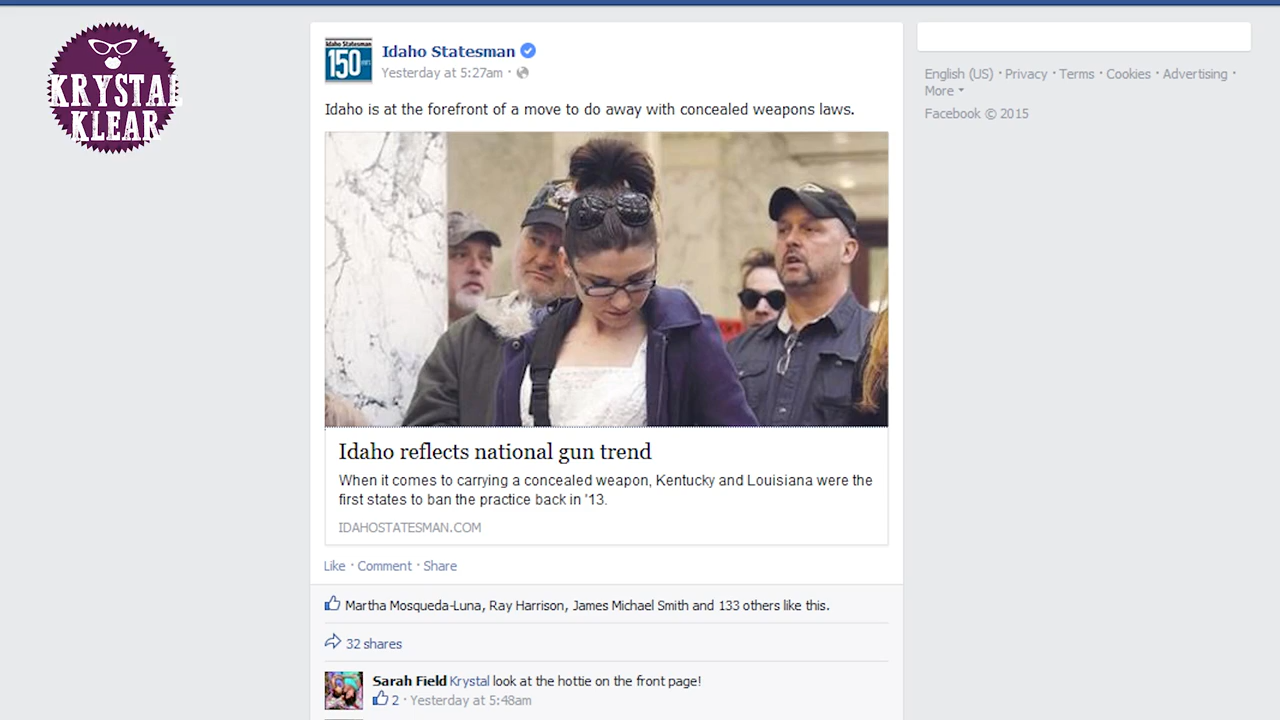 KRYSTAL
KLEAR
Idaho Statesman
150
Idaho Statesman
Yesterday at 5:27am ·
Idaho is at the forefront of a move to do away with concealed weapons laws.
Idaho reflects national gun trend
When it comes to carrying a concealed weapon, Kentucky and Louisiana were the
first states to ban the practice back in '13.
IDAHOSTATESMAN.COM
Like · Comment · Share
Martha Mosqueda-Luna, Ray Harrison, James Michael Smith and 133 others like this.
32 shares
Sarah Field Krystal look at the hottie on the front page!
2 · Yesterday at 5:48am
English (US) · Privacy · Terms · Cookies · Advertising ·
More
Facebook © 2015